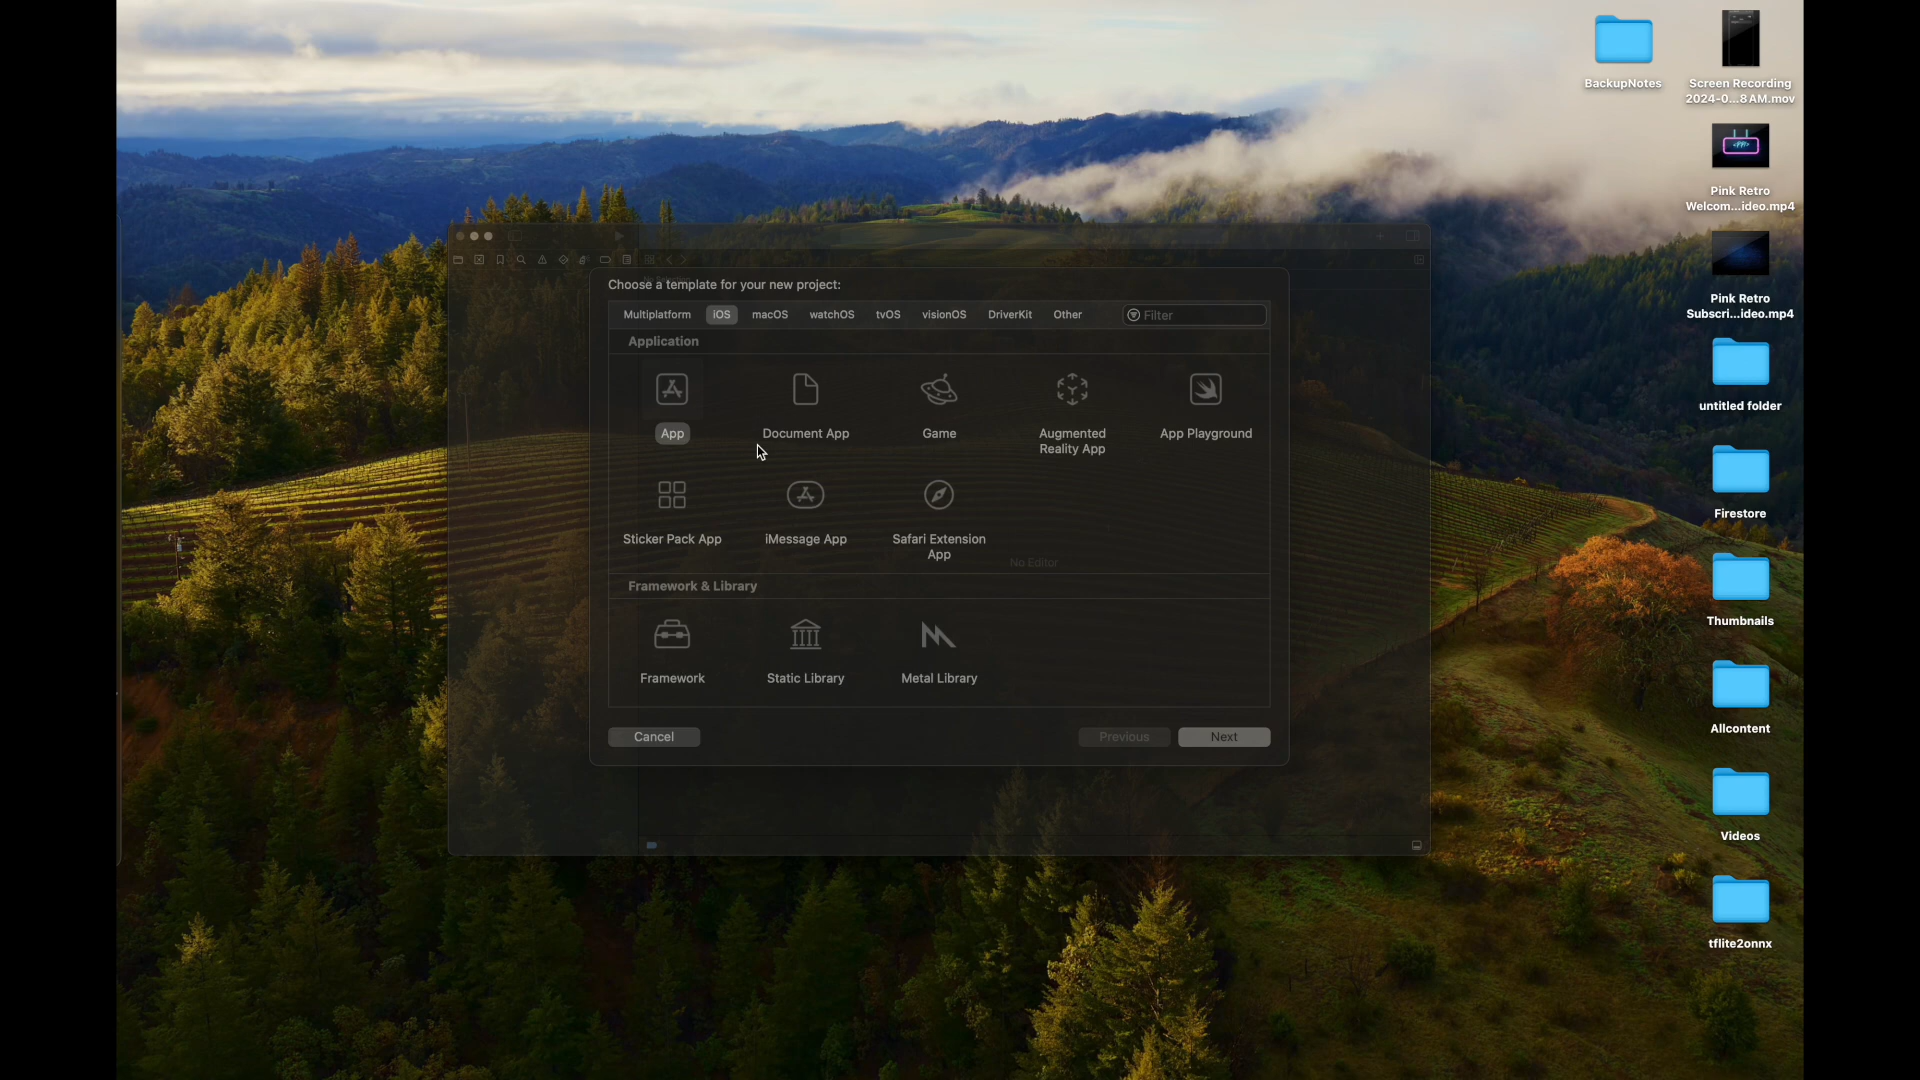 BackupNotes
Screen Recording
2024-0...8 AM.mov
Pink Retro
Welcom...ideo.mp4
Pink Retro
Subscri...ideo.mp4
untitled folder
Firestore
Thumbnails
Allcontent
Videos
tflite2onnx
Choose a template for your new project:
Multiplatform iOS macOS watchOS tvOS visionOS DriverKit Other Filter
Application
App Document App Game Augmented Reality App App Playground
Sticker Pack App iMessage App Safari Extension App
No Editor
Framework & Library
Framework Static Library Metal Library
Cancel Previous Next